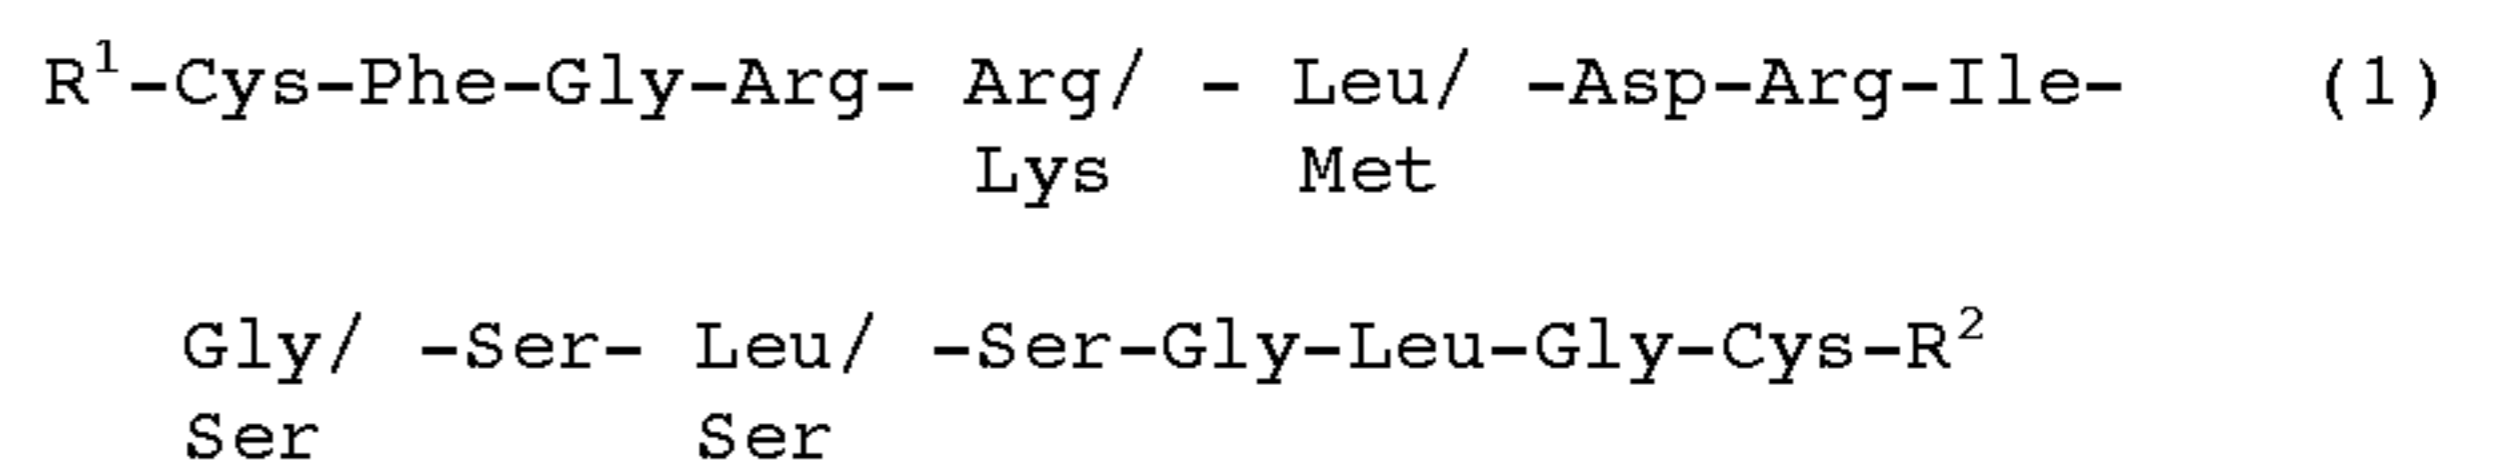 R¹-Cys-Phe-Gly-Arg- Arg/ - Leu/ -Asp-Arg-Ile- (1)
Lys Met
Gly/ -Ser- Leu/ -Ser-Gly-Leu-Gly-Cys-R²
Ser Ser